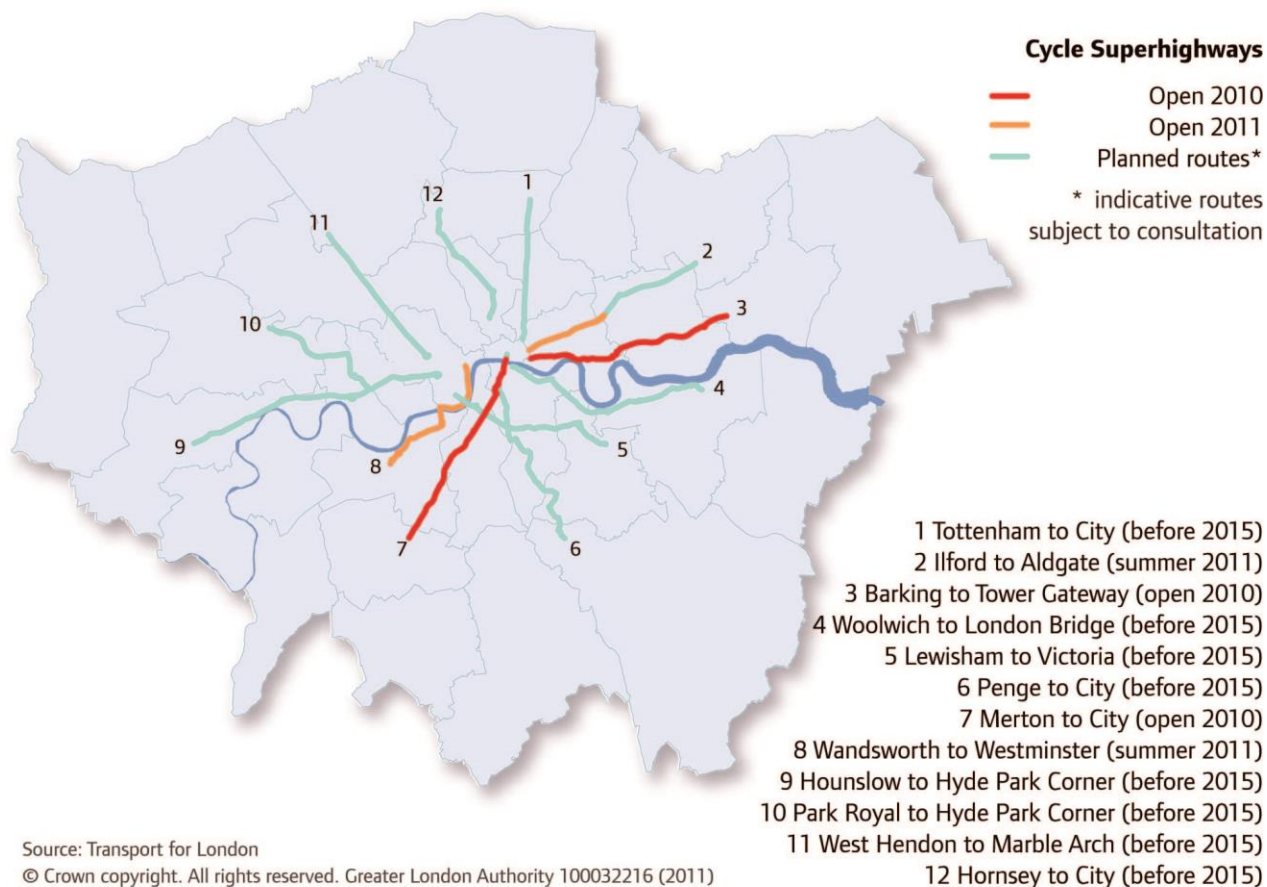 Cycle Superhighways
Open 2010
Open 2011
Planned routes*
* indicative routes
subject to consultation
1
12
11
2
3
10
4
9
5
8
7
6
1 Tottenham to City (before 2015)
2 Ilford to Aldgate (summer 2011)
3 Barking to Tower Gateway (open 2010)
4 Woolwich to London Bridge (before 2015)
5 Lewisham to Victoria (before 2015)
6 Penge to City (before 2015)
7 Merton to City (open 2010)
8 Wandsworth to Westminster (summer 2011)
9 Hounslow to Hyde Park Corner (before 2015)
10 Park Royal to Hyde Park Corner (before 2015)
11 West Hendon to Marble Arch (before 2015)
12 Hornsey to City (before 2015)
Source: Transport for London
© Crown copyright. All rights reserved. Greater London Authority 100032216 (2011)